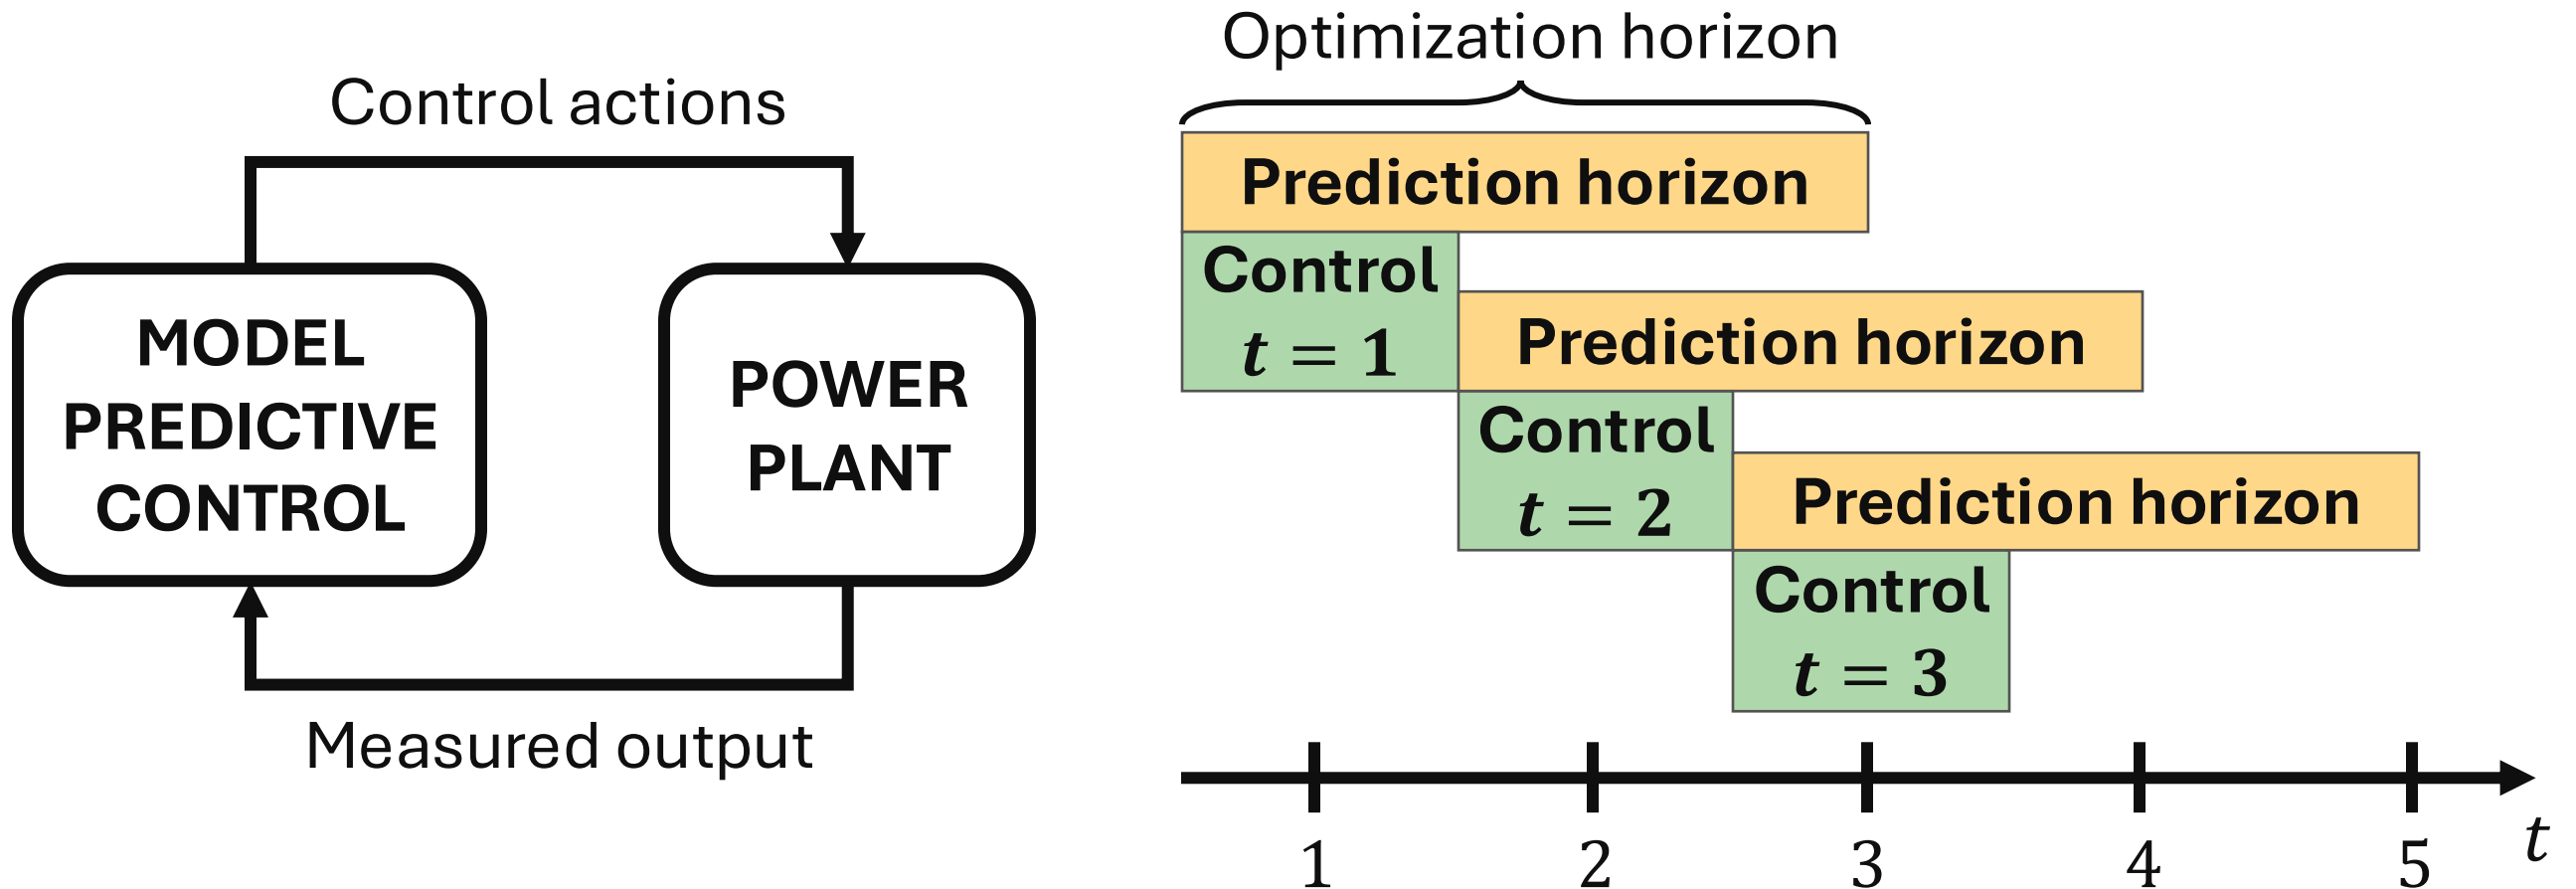 Control actions
MODEL
PREDICTIVE
CONTROL
POWER
PLANT
Measured output
Optimization horizon
Prediction horizon
Control
t = 1
Prediction horizon
Control
t = 2
Prediction horizon
Control
t = 3
1 2 3 4 5 t